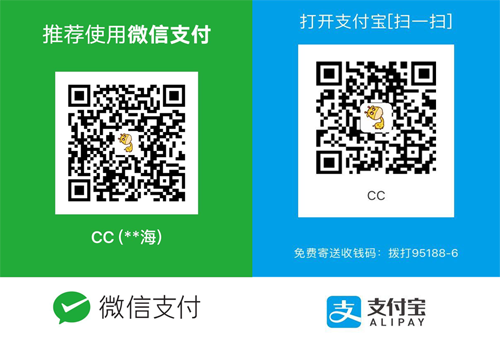 推荐使用微信支付
CC (**海)
微信支付
打开支付宝[扫一扫]
CC
免费寄送收钱码：拨打95188-6
支付宝
ALIPAY